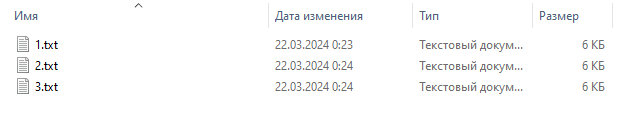 Имя Дата изменения Тип Размер
1.txt 22.03.2024 0:23 Текстовый докум... 6 КБ
2.txt 22.03.2024 0:24 Текстовый докум... 6 КБ
3.txt 22.03.2024 0:24 Текстовый докум... 6 КБ